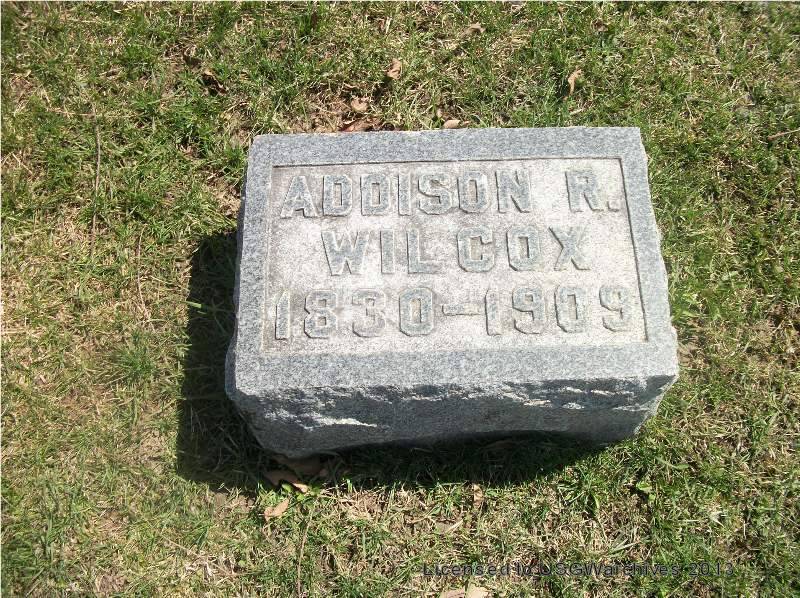 ADDISON R.
WILCOX
1830-1909
Licensed to USGWarchives 2013